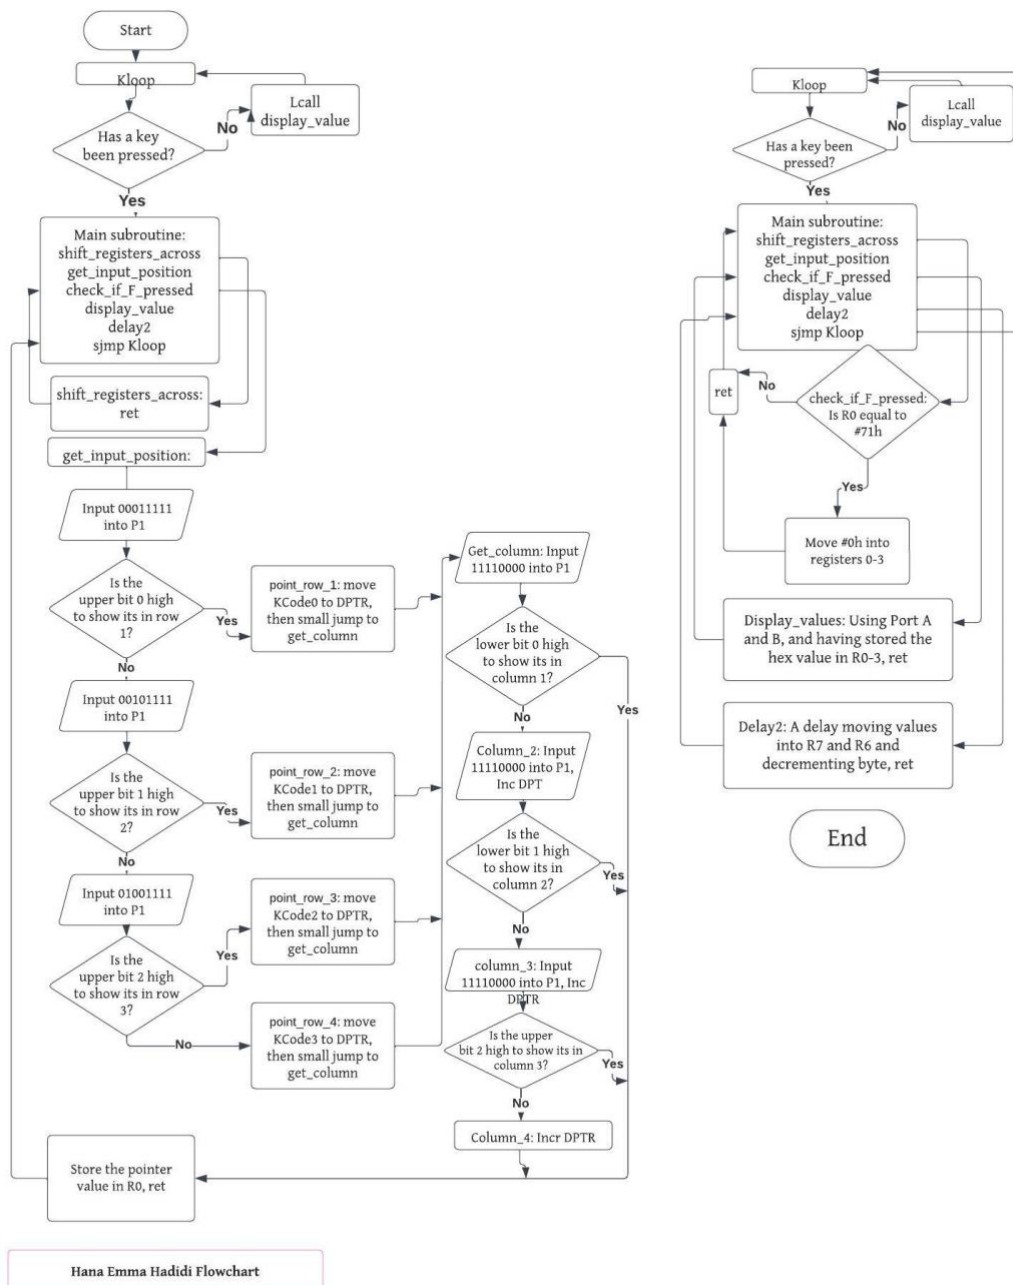 Start
Kloop
Lcall
display_value
No
Has a key
been pressed?
Yes
Main subroutine:
shift_registers_across
get_input_position
check_if_F_pressed
display_value
delay2
sjmp Kloop
shift_registers_across:
ret
get_input_position:
Input 00011111
into P1
Is the
upper bit 0 high
to show its in row
1?
Yes
point_row_1: move
KCode0 to DPTR,
then small jump to
get_column
No
Input 00101111
into P1
Is the
upper bit 1 high
to show its in row
2?
Yes
point_row_2: move
KCode1 to DPTR,
then small jump to
get_column
No
Input 01001111
into P1
Is the
upper bit 2 high
to show its in row
3?
Yes
point_row_3: move
KCode2 to DPTR,
then small jump to
get_column
No
point_row_4: move
KCode3 to DPTR,
then small jump to
get_column
Get_column: Input
11110000 into P1
Is the
lower bit 0 high
to show its in
column 1?
Yes
No
Column_2: Input
11110000 into P1,
Inc DPT
Is the
lower bit 1 high
to show its in
column 2?
Yes
No
column_3: Input
11110000 into P1, Inc
DPTR
Is the upper
bit 2 high to show its in
column 3?
Yes
No
Column_4: Incr DPTR
Store the pointer
value in R0, ret
Kloop
Lcall
display_value
No
Has a key been
pressed?
Yes
Main subroutine:
shift_registers_across
get_input_position
check_if_F_pressed
display_value
delay2
sjmp Kloop
ret
No
check_if_F_pressed:
Is R0 equal to
#71h
Yes
Move #0h into
registers 0-3
Display_values: Using Port A
and B, and having stored the
hex value in R0-3, ret
Delay2: A delay moving values
into R7 and R6 and
decrementing byte, ret
End
Hana Emma Hadidi Flowchart